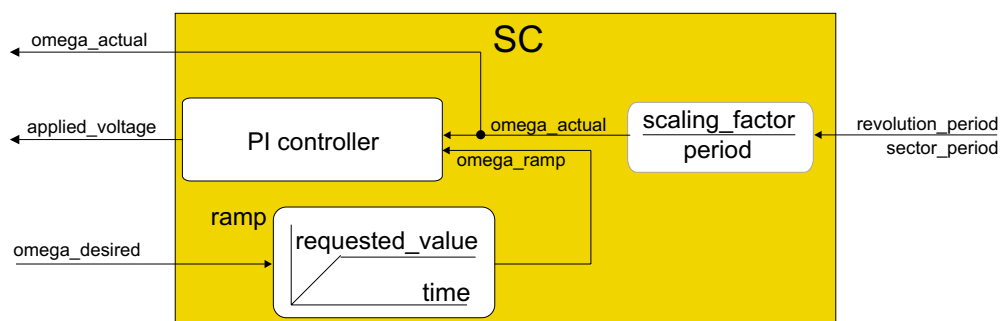 SC
omega_actual
applied_voltage
PI controller
omega_actual
omega_ramp
scaling_factor
period
revolution_period
sector_period
ramp
omega_desired
requested_value
time